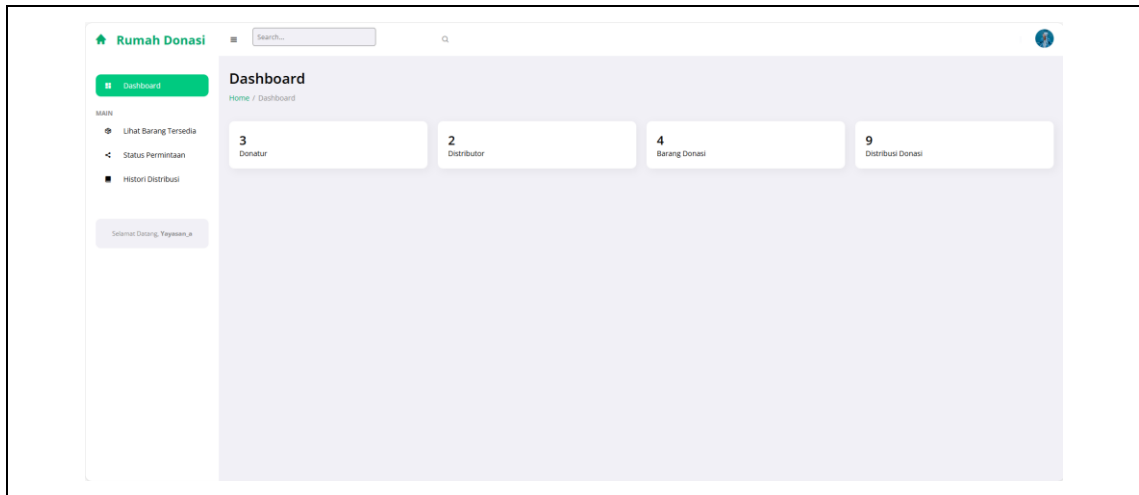 Rumah Donasi
Search...
Dashboard
MAIN
Lihat Barang Tersedia
Status Permintaan
Histori Distribusi
Selamat Datang, Yayasan_a
Dashboard
Home / Dashboard
3
Donatur
2
Distributor
4
Barang Donasi
9
Distribusi Donasi